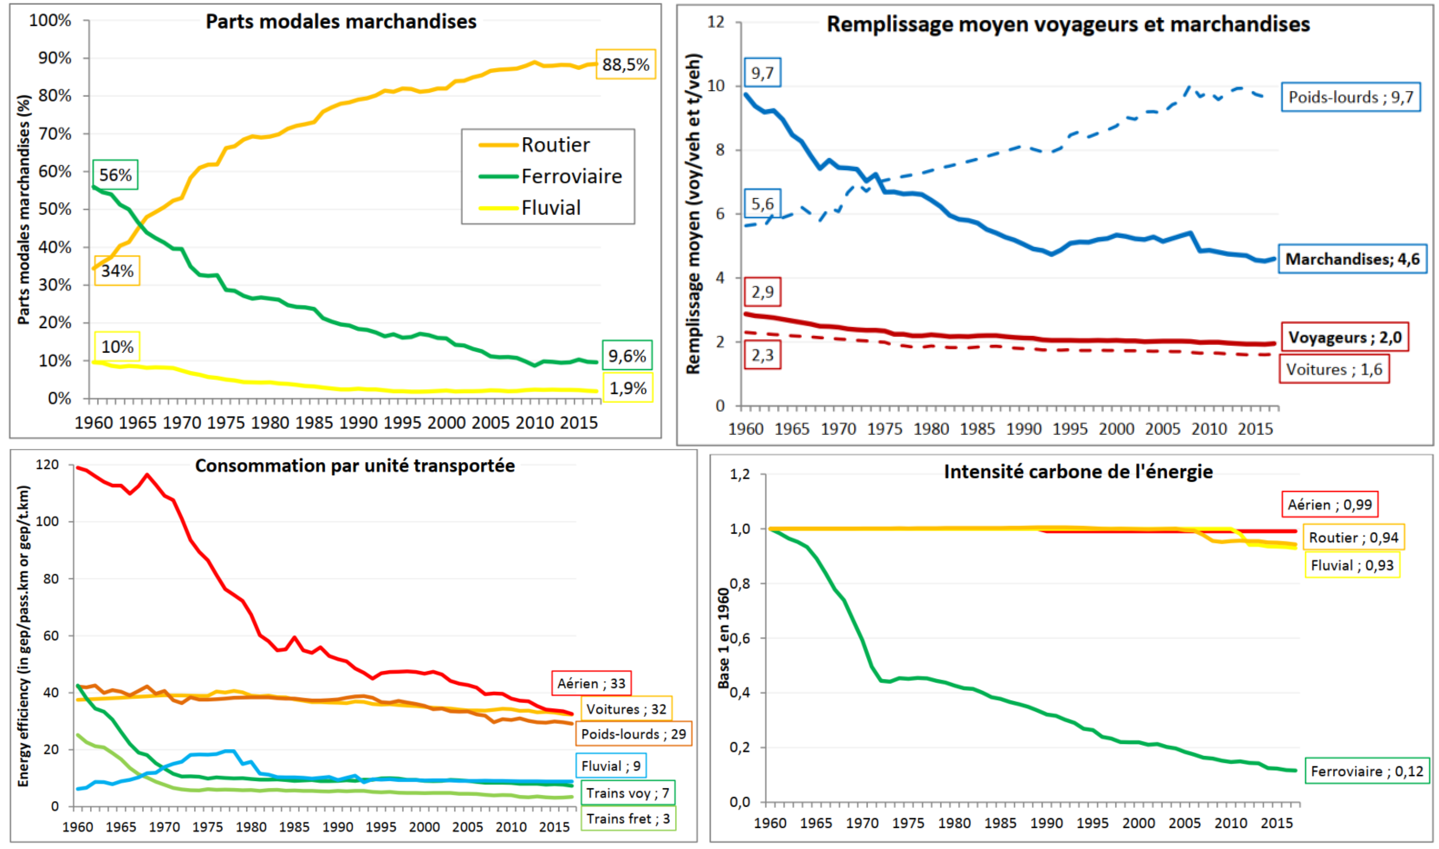 Parts modales marchandises
Parts modales marchandises (%)
100%
90%
80%
70%
60%
50%
40%
30%
20%
10%
0%
88,5%
Routier
Ferroviaire
Fluvial
56%
34%
10%
9,6%
1,9%
1960 1965 1970 1975 1980 1985 1990 1995 2000 2005 2010 2015
Remplissage moyen voyageurs et marchandises
Remplissage moyen (voy/veh et t/veh)
12
10
8
6
4
2
0
9,7
Poids-lourds ; 9,7
5,6
Marchandises; 4,6
2,9
Voyageurs ; 2,0
2,3
Voitures ; 1,6
1960 1965 1970 1975 1980 1985 1990 1995 2000 2005 2010 2015
Consommation par unité transportée
Energy efficiency (in gep/pass.km or gep/t.km)
120
100
80
60
40
20
0
Aérien ; 33
Voitures ; 32
Poids-lourds ; 29
Fluvial ; 9
Trains voy ; 7
Trains fret ; 3
1960 1965 1970 1975 1980 1985 1990 1995 2000 2005 2010 2015
Intensité carbone de l'énergie
Base 1 en 1960
1,2
1,0
0,8
0,6
0,4
0,2
0,0
Aérien ; 0,99
Routier ; 0,94
Fluvial ; 0,93
Ferroviaire ; 0,12
1960 1965 1970 1975 1980 1985 1990 1995 2000 2005 2010 2015